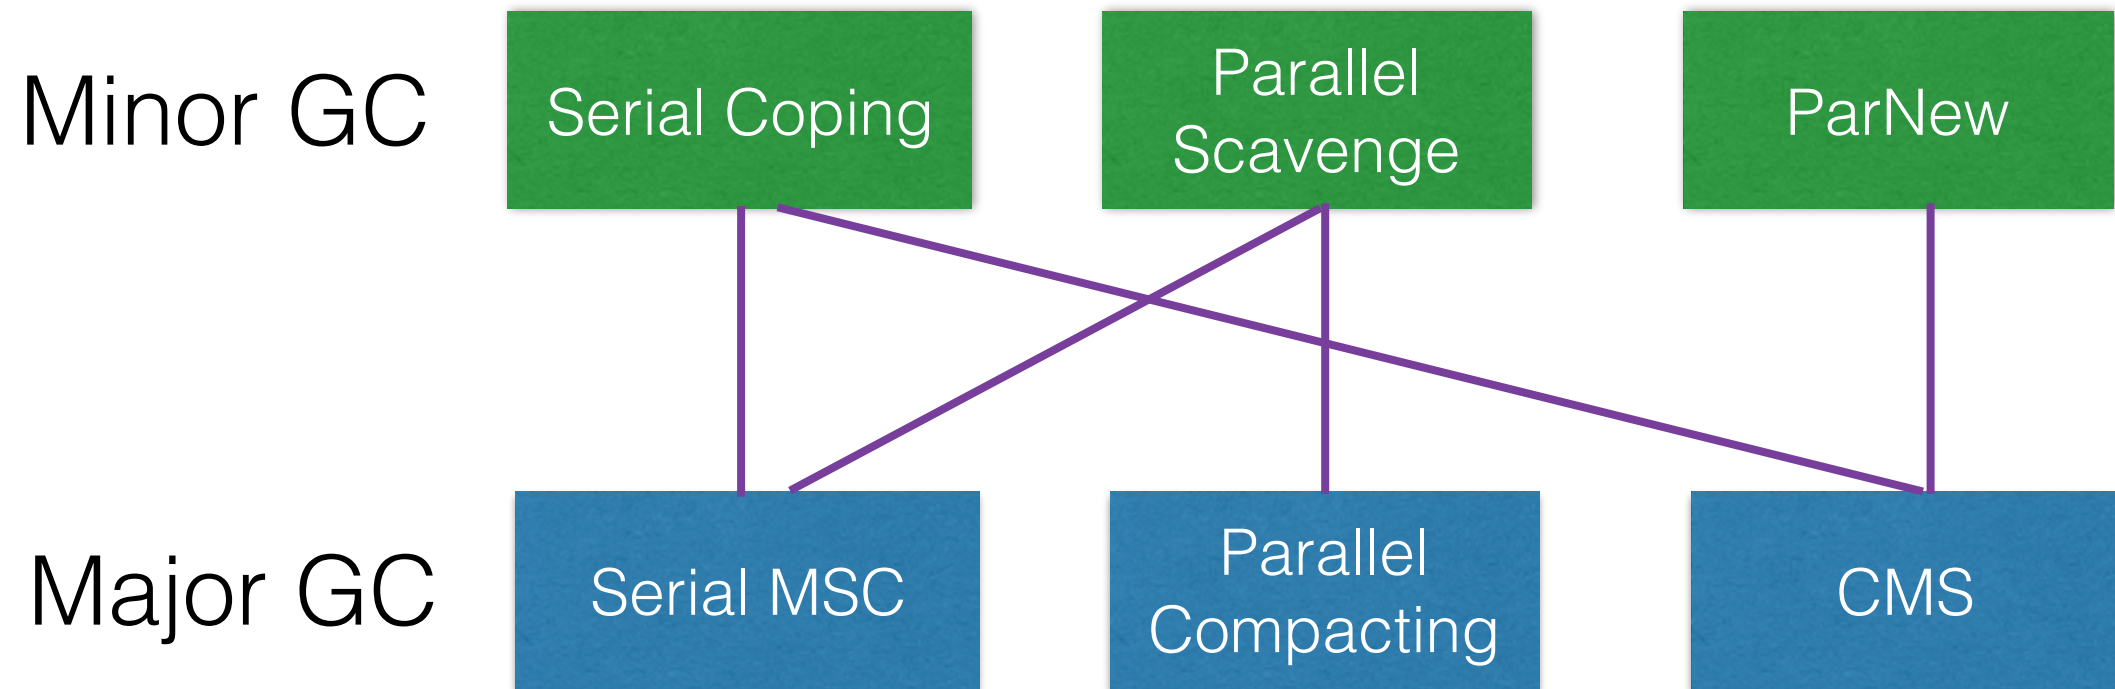 Minor GC
Serial Coping
Parallel
Scavenge
ParNew
Major GC
Serial MSC
Parallel
Compacting
CMS